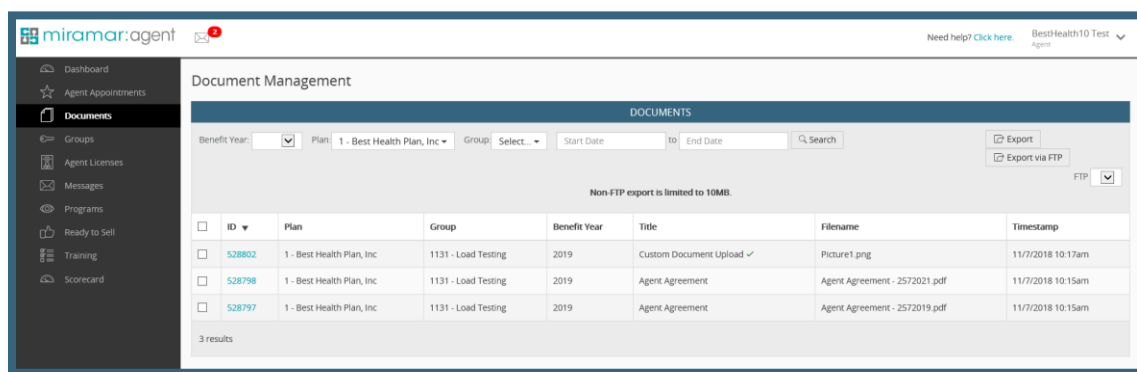 miramar:agent 2 Need help? Click here. BestHealth10 Test
Agent
Dashboard
Agent Appointments
Documents
Groups
Agent Licenses
Messages
Programs
Ready to Sell
Training
Scorecard
Document Management
DOCUMENTS
Benefit Year: Plan: 1 - Best Health Plan, Inc Group: Select... Start Date to End Date Search Export
Export via FTP
FTP
Non-FTP export is limited to 10MB.
ID Plan Group Benefit Year Title Filename Timestamp
528802 1 - Best Health Plan, Inc 1131 - Load Testing 2019 Custom Document Upload ✓ Picture1.png 11/7/2018 10:17am
528798 1 - Best Health Plan, Inc 1131 - Load Testing 2019 Agent Agreement Agent Agreement - 2572021.pdf 11/7/2018 10:15am
528797 1 - Best Health Plan, Inc 1131 - Load Testing 2019 Agent Agreement Agent Agreement - 2572019.pdf 11/7/2018 10:15am
3 results